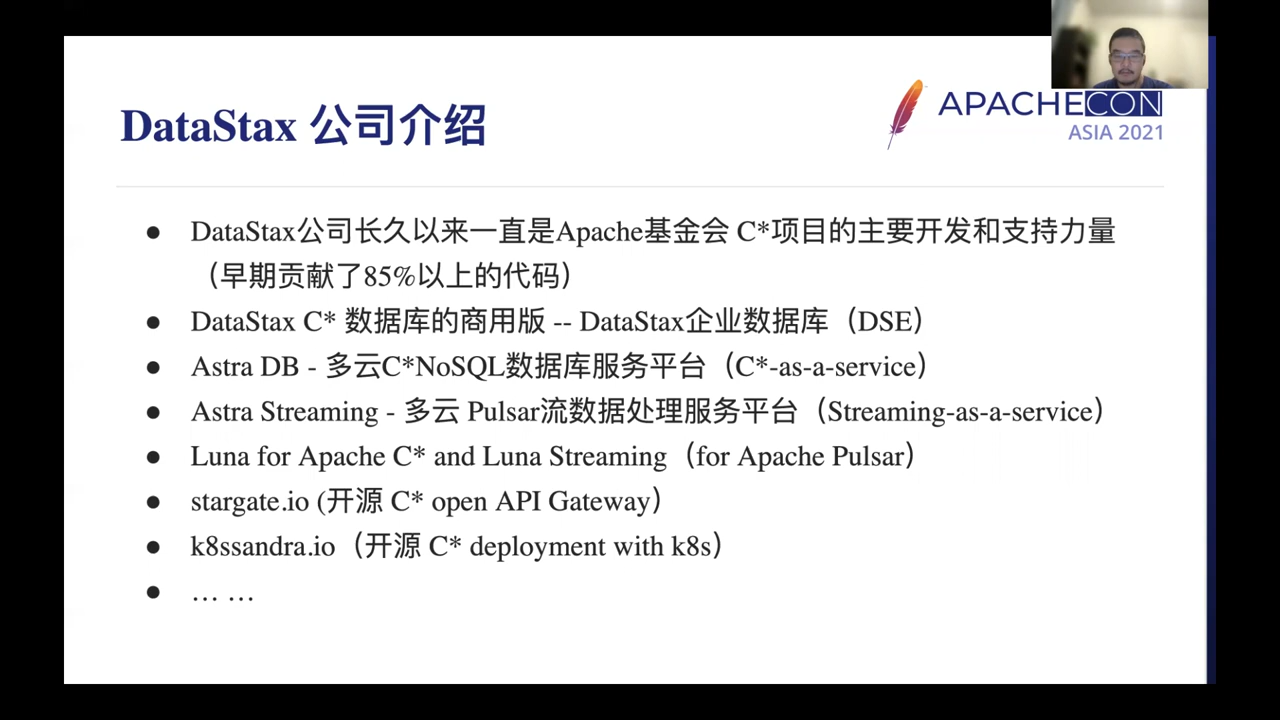 DataStax 公司介绍
APACHECON
ASIA 2021
● DataStax公司长久以来一直是Apache基金会 C*项目的主要开发和支持力量
（早期贡献了85%以上的代码）
● DataStax C* 数据库的商用版 -- DataStax企业数据库（DSE）
● Astra DB - 多云C*NoSQL数据库服务平台（C*-as-a-service）
● Astra Streaming - 多云 Pulsar流数据处理服务平台（Streaming-as-a-service）
● Luna for Apache C* and Luna Streaming（for Apache Pulsar）
● stargate.io (开源 C* open API Gateway）
● k8ssandra.io（开源 C* deployment with k8s）
● … …